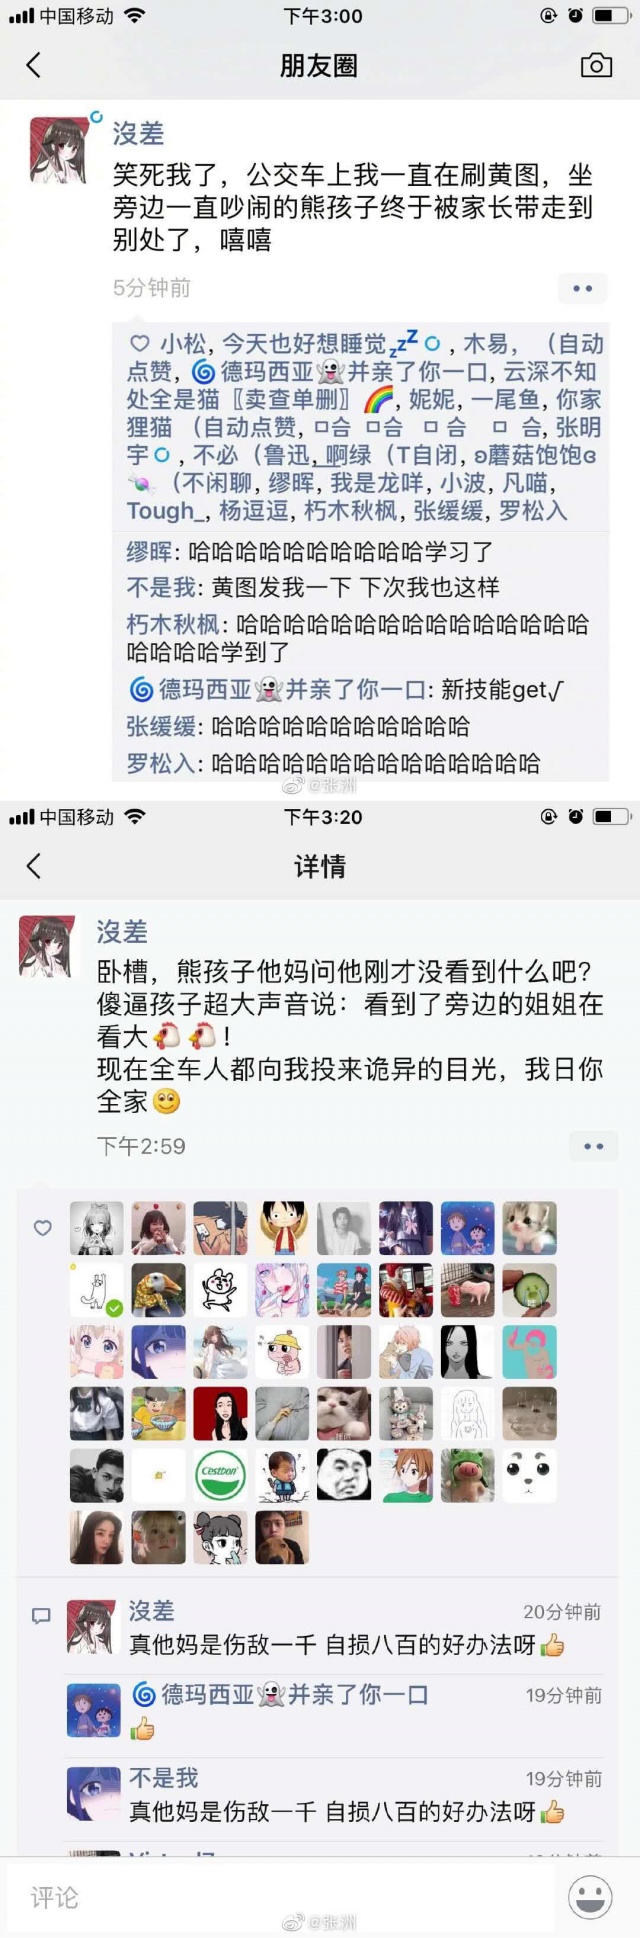 中国移动 下午3:00
朋友圈
沒差
笑死我了，公交车上我一直在刷黄图，坐
旁边一直吵闹的熊孩子终于被家长带走到
别处了，嘻嘻
5分钟前
小松, 今天也好想睡觉💤, 木易, （自动
点赞, 🌀德玛西亚👻并亲了你一口, 云深不知
处全是猫〖卖查单删〗🌈, 妮妮, 一尾鱼, 你家
狸猫（自动点赞, ㅁ合 ㅁ合 ㅁ 合 ㅁ 合, 张明
宇, 不必（鲁迅, 啊绿（T自闭, ʚ蘑菇饱饱ɞ
🍬（不闲聊, 缪晖, 我是龙咩, 小波, 凡喵,
Tough_, 杨逗逗, 朽木秋枫, 张缓缓, 罗松入
缪晖: 哈哈哈哈哈哈哈哈哈哈学习了
不是我: 黄图发我一下 下次我也这样
朽木秋枫: 哈哈哈哈哈哈哈哈哈哈哈哈哈哈哈
哈哈哈哈学到了
🌀德玛西亚👻并亲了你一口: 新技能get√
张缓缓: 哈哈哈哈哈哈哈哈哈哈哈
罗松入: 哈哈哈哈哈哈哈哈哈哈哈哈哈哈
@张洲
中国移动 下午3:20
详情
沒差
卧槽，熊孩子他妈问他刚才没看到什么吧？
傻逼孩子超大声音说：看到了旁边的姐姐在
看大🐔🐔！
现在全车人都向我投来诡异的目光，我日你
全家🙂
下午2:59
Cestbon
沒差 20分钟前
真他妈是伤敌一千 自损八百的好办法呀👍
🌀德玛西亚👻并亲了你一口 19分钟前
👍
不是我 19分钟前
真他妈是伤敌一千 自损八百的好办法呀👍
评论
@张洲